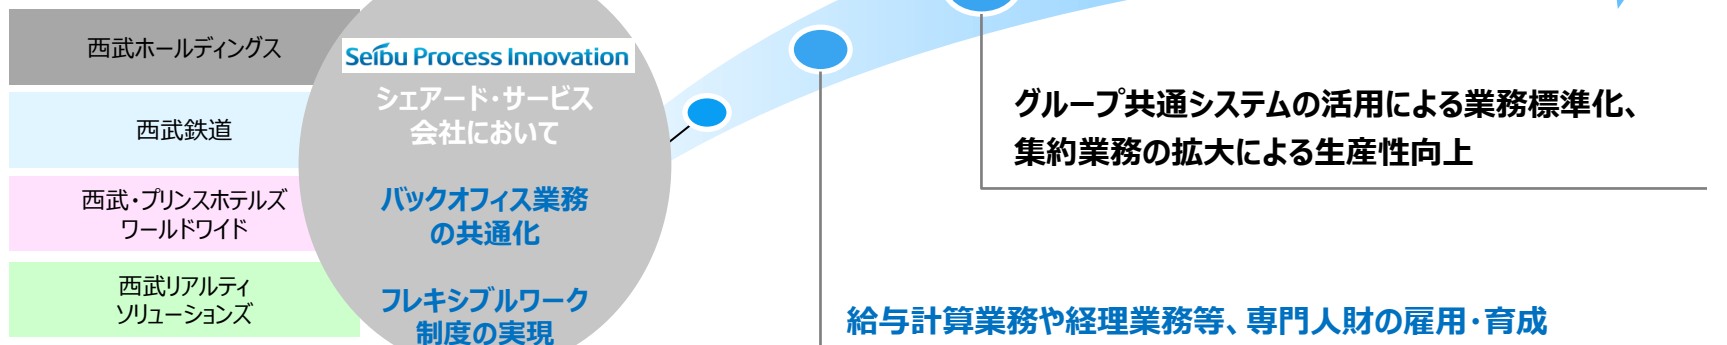 西武ホールディングス
西武鉄道
西武・プリンスホテルズ
ワールドワイド
西武リアルティ
ソリューションズ
Seibu Process Innovation
シェアード・サービス
会社において
バックオフィス業務
の共通化
フレキシブルワーク
制度の実現
グループ共通システムの活用による業務標準化、
集約業務の拡大による生産性向上
給与計算業務や経理業務等、専門人財の雇用・育成